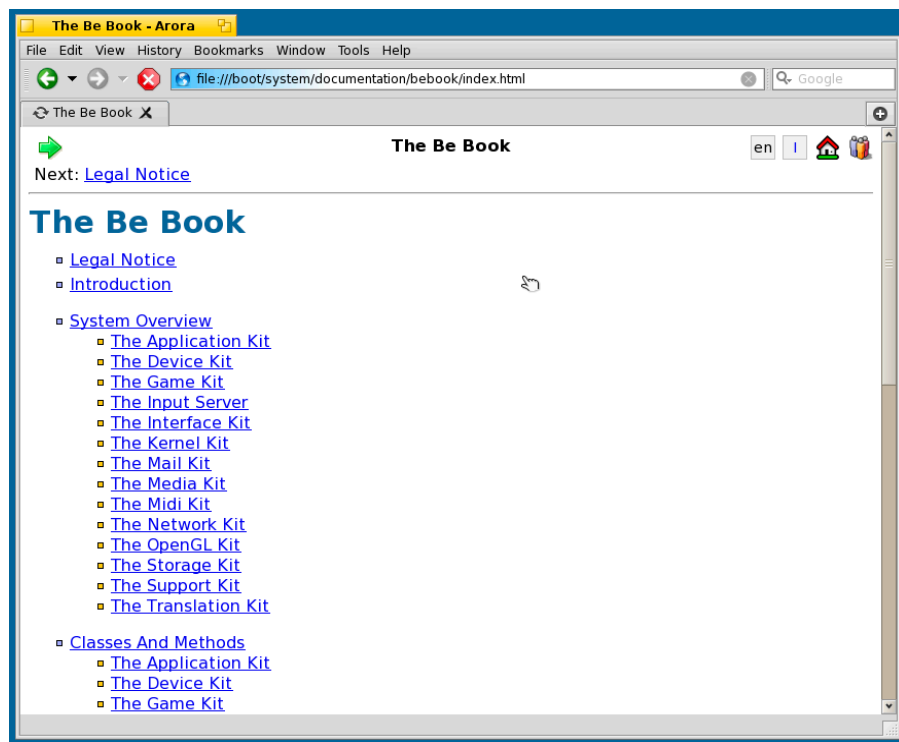 The Be Book - Arora
File Edit View History Bookmarks Window Tools Help
file:///boot/system/documentation/bebook/index.html Google
The Be Book
The Be Book en I
Next: Legal Notice
The Be Book
Legal Notice
Introduction
System Overview
The Application Kit
The Device Kit
The Game Kit
The Input Server
The Interface Kit
The Kernel Kit
The Mail Kit
The Media Kit
The Midi Kit
The Network Kit
The OpenGL Kit
The Storage Kit
The Support Kit
The Translation Kit
Classes And Methods
The Application Kit
The Device Kit
The Game Kit